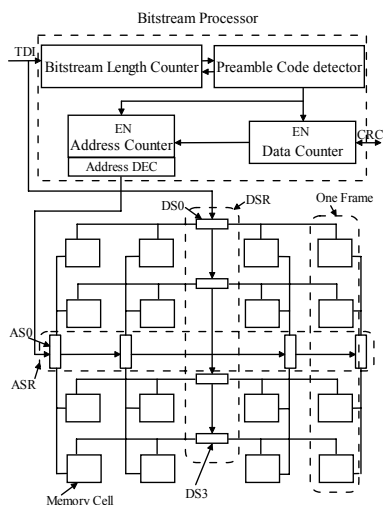 Bitstream Processor
TDI
Bitstream Length Counter
Preamble Code detector
EN
Address Counter
Address DEC
EN
Data Counter
CRC
DS0
DSR
One Frame
AS0
ASR
Memory Cell
DS3